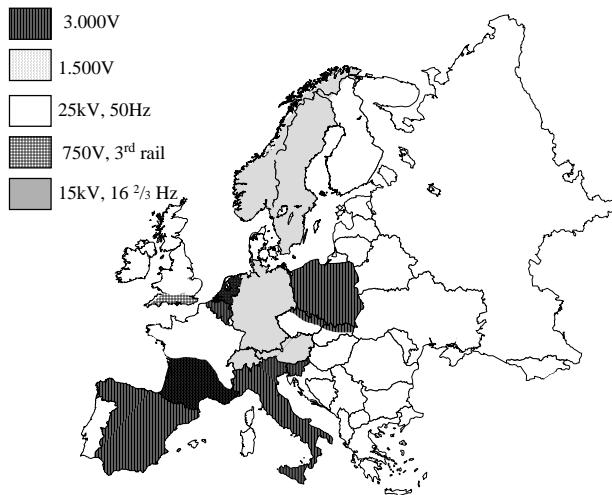 3.000V
1.500V
25kV, 50Hz
750V, 3rd rail
15kV, 16 2/3 Hz